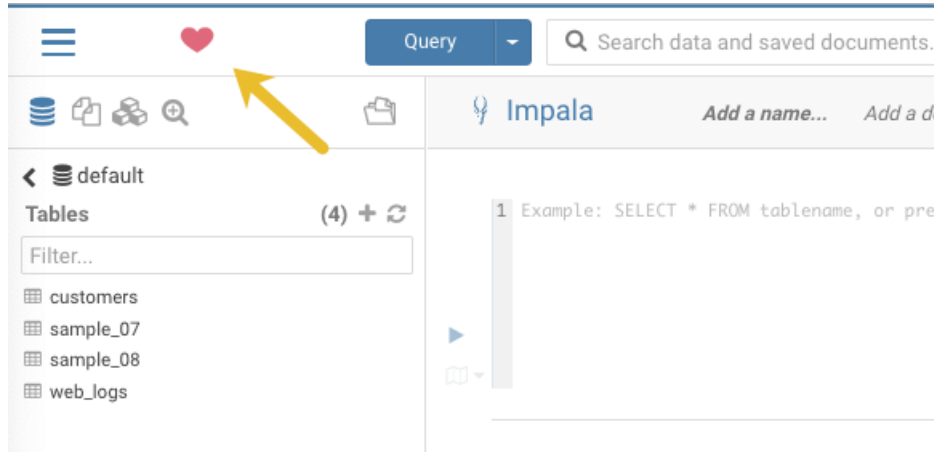 Query
Search data and saved documents.
Impala
Add a name...
Add a d
default
Tables
(4)
Filter...
customers
sample_07
sample_08
web_logs
1 Example: SELECT * FROM tablename, or pre